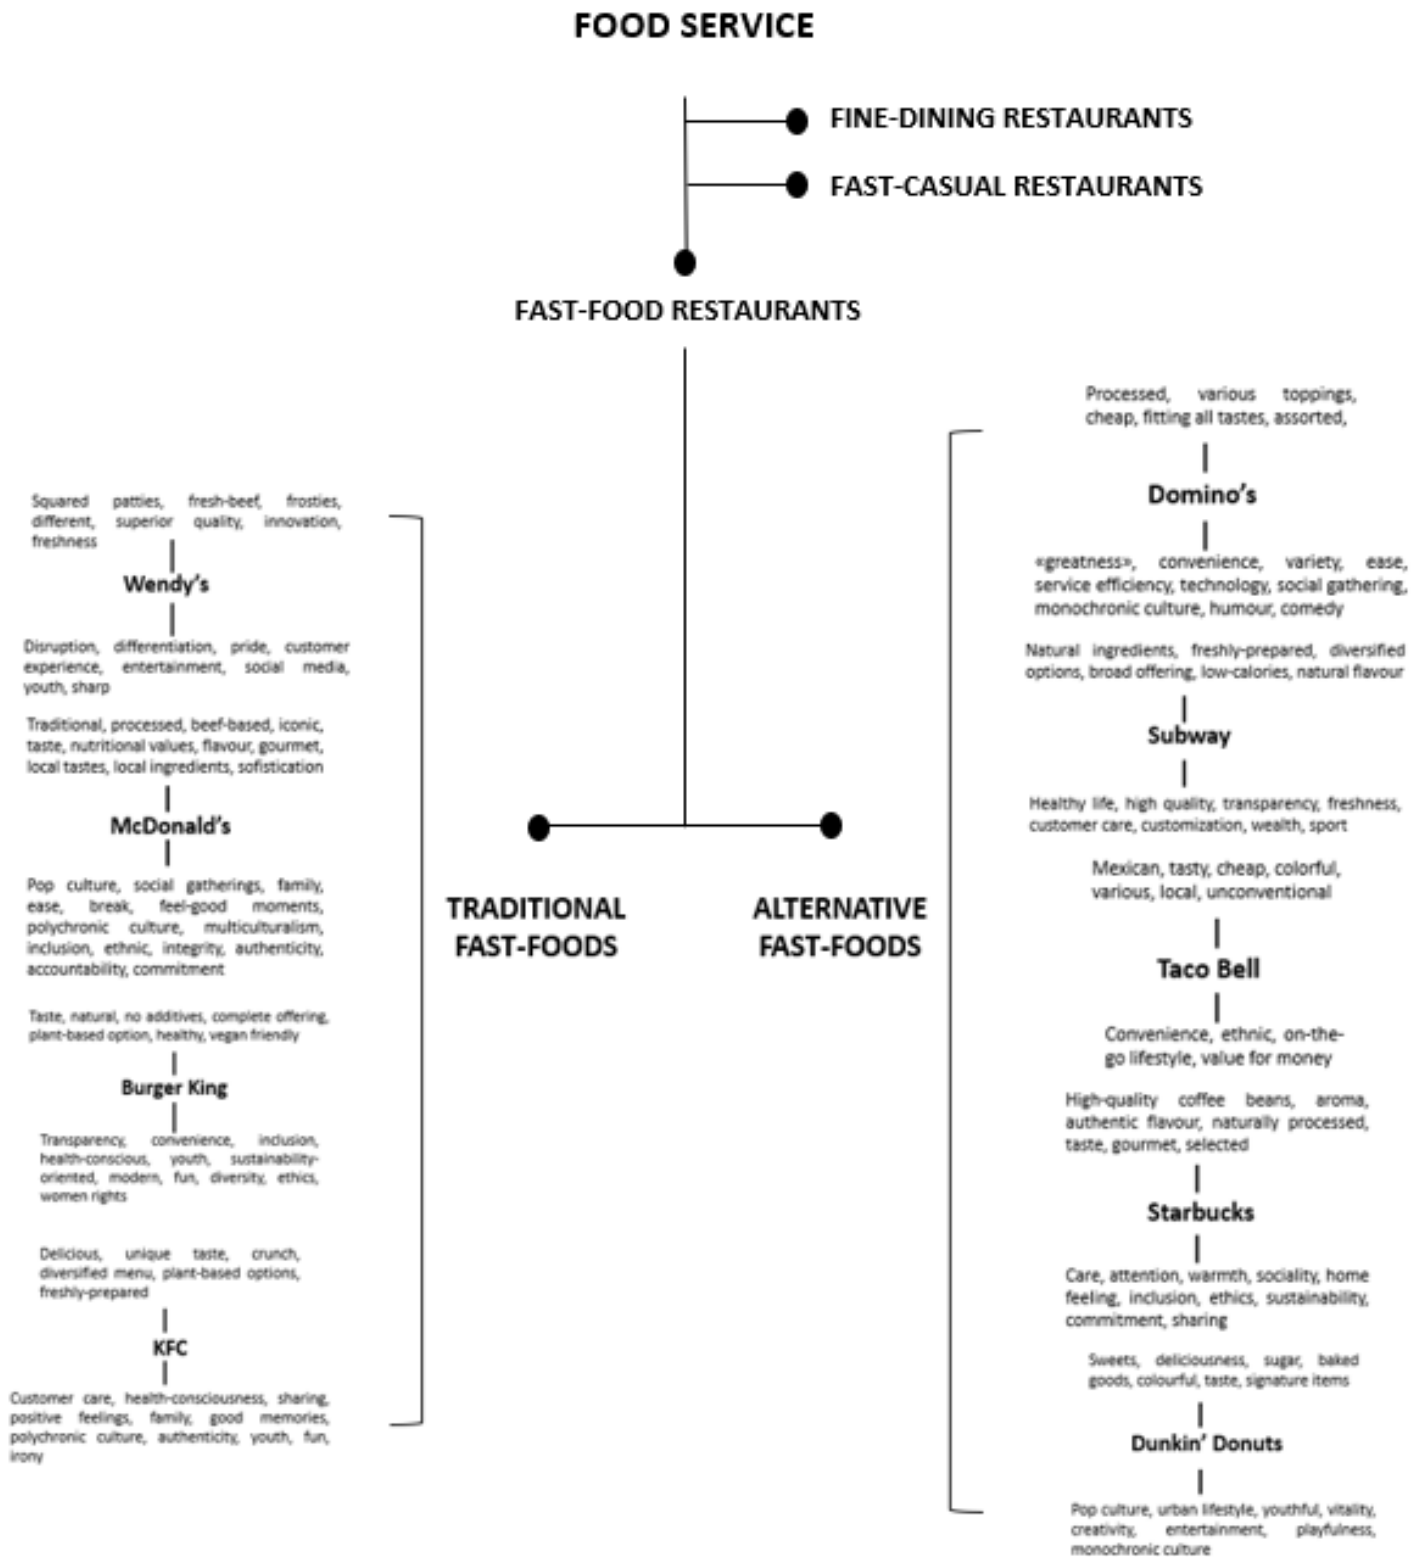 FOOD SERVICE
FINE-DINING RESTAURANTS
FAST-CASUAL RESTAURANTS
FAST-FOOD RESTAURANTS
Squared patties, fresh-beef, frosties,
different, superior quality, innovation,
freshness
Wendy's
Disruption, differentiation, pride, customer
experience, entertainment, social media,
youth, sharp
Traditional, processed, beef-based, iconic,
taste, nutritional values, flavour, gourmet,
local tastes, local ingredients, sofistication
McDonald's
Pop culture, social gatherings, family,
ease, break, feel-good moments,
polychronic culture, multiculturalism,
inclusion, ethnic, integrity, authenticity,
accountability, commitment
Taste, natural, no additives, complete offering,
plant-based option, healthy, vegan friendly
Burger King
Transparency, convenience, inclusion,
health-conscious, youth, sustainability-
oriented, modern, fun, diversity, ethics,
women rights
Delicious, unique taste, crunch,
diversified menu, plant-based options,
freshly-prepared
KFC
Customer care, health-consciousness, sharing,
positive feelings, family, good memories,
polychronic culture, authenticity, youth, fun,
irony
TRADITIONAL
FAST-FOODS
ALTERNATIVE
FAST-FOODS
Processed, various toppings,
cheap, fitting all tastes, assorted,
Domino's
«greatness», convenience, variety, ease,
service efficiency, technology, social gathering,
monochronic culture, humour, comedy
Natural ingredients, freshly-prepared, diversified
options, broad offering, low-calories, natural flavour
Subway
Healthy life, high quality, transparency, freshness,
customer care, customization, wealth, sport
Mexican, tasty, cheap, colorful,
various, local, unconventional
Taco Bell
Convenience, ethnic, on-the-
go lifestyle, value for money
High-quality coffee beans, aroma,
authentic flavour, naturally processed,
taste, gourmet, selected
Starbucks
Care, attention, warmth, sociality, home
feeling, inclusion, ethics, sustainability,
commitment, sharing
Sweets, deliciousness, sugar, baked
goods, colourful, taste, signature items
Dunkin' Donuts
Pop culture, urban lifestyle, youthful, vitality,
creativity, entertainment, playfulness,
monochronic culture